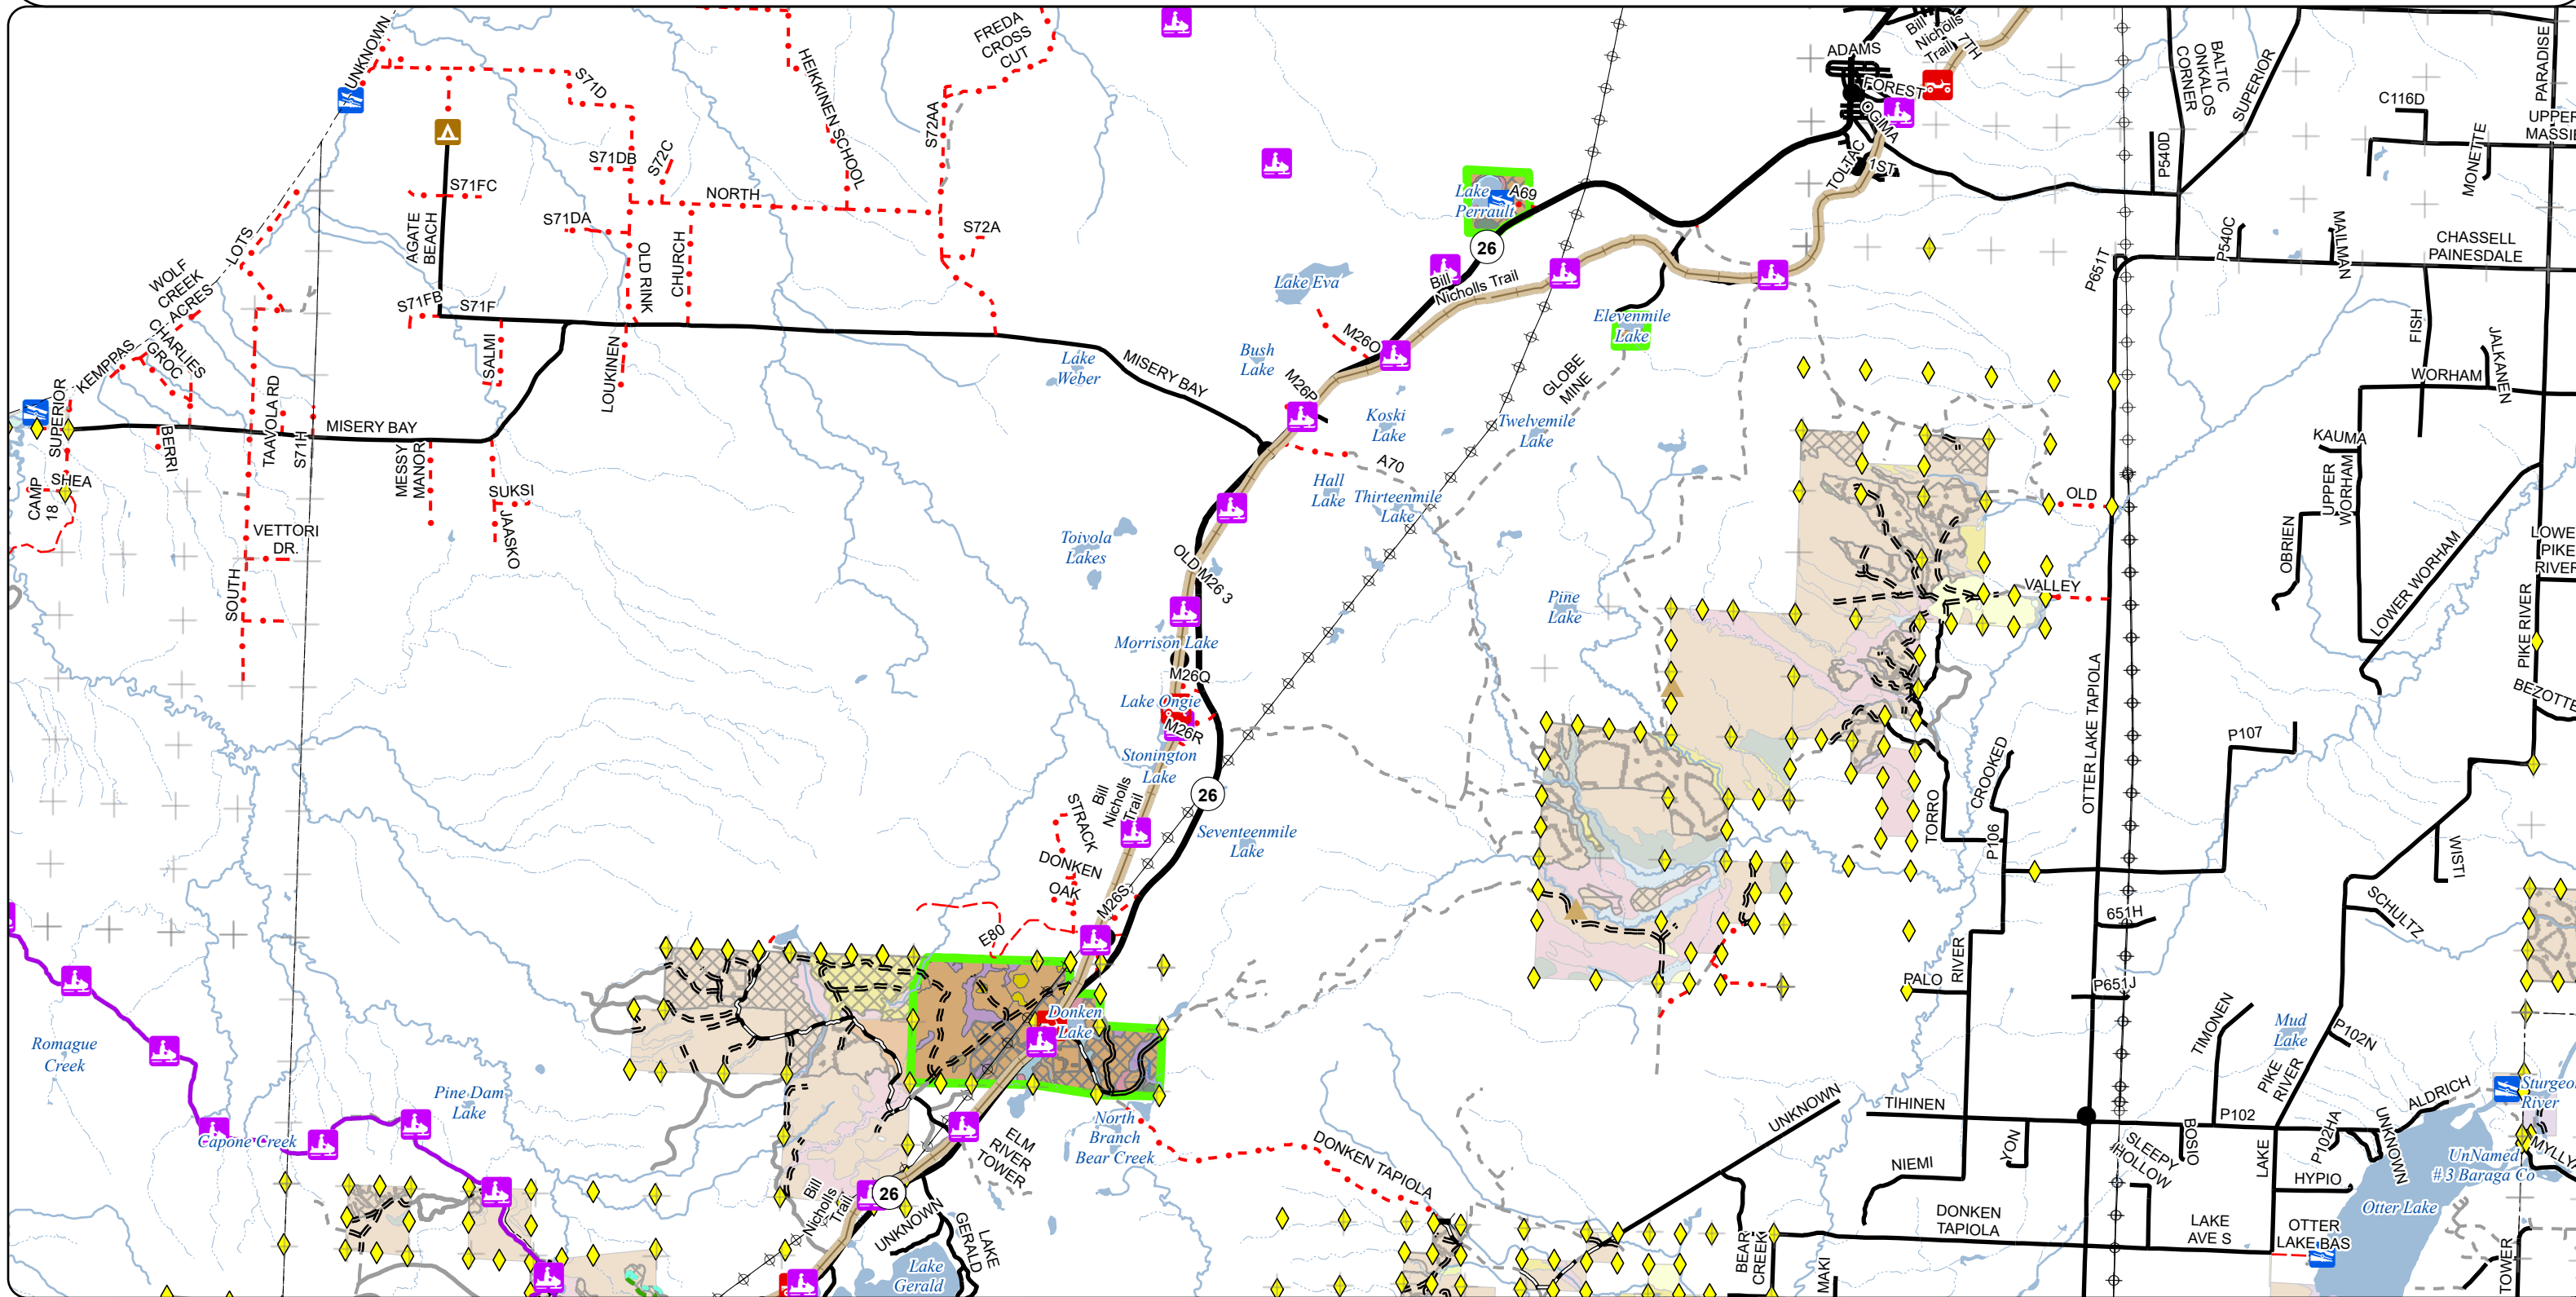 UNKNOWN
S71D
HEIKKINEN SCHOOL
FREDA
CROSS
CUT
S72AA
ADAMS
Bill
Nicholls
Trail
7TH
FOREST
GIMA
TOLTAC
1ST
BALTIC
ONKALOS
CORNER
SUPERIOR
C116D
PARADISE
UPPER
MASSIE
MONETTE
P540D
S71DB
S72C
S71FC
NORTH
S71DA
S72A
AGATE
BEACH
OLD RINK
CHURCH
LOTS
WOLF
CREEK
ACRES
S71FB
S71F
Lake
Perrault
A69
26
Bill
Nicholls Trail
Lake Eva
Elevenmile
Lake
P651T
P540C
MAILMAN
CHASSELL
PAINESDALE
CHARLIES
GROC
KEMPPAS
SALMI
LOUKINEN
Lake
Weber
MISERY BAY
Bush
Lake
M26O
M26P
GLOBE
MINE
Koski
Lake
Twelvemile
Lake
FISH
JALKANEN
WORHAM
SUPERIOR
TAAVOLA RD
S71H
MISERY BAY
BERRI
MESSY
MANOR
SHEA
CAMP
18
SUKSI
JAASKO
VETTORI
DR.
SOUTH
A70
Hall
Lake
Thirteenmile
Lake
Toivola
Lakes
OLD M26 3
KAUMA
UPPER
WORHAM
OBRIEN
OLD
LOWER WORHAM
LOWE
PIKE
RIVER
VALLEY
Pine
Lake
Morrison Lake
M26Q
Lake Ongie
M26R
Stonington
Lake
PIKE RIVER
BEZOTTE
OTTER LAKE TAPIOLA
P107
CROOKED
TORRO
P106
Bill
Nicholls
Trail
26
STRACK
Seventeenmile
Lake
DONKEN
OAK
M26S
E80
WISTI
SCHULTZ
651H
RIVER
PALO
P651J
Donken
Lake
Romague
Creek
Pine Dam
Lake
Capone Creek
North
Branch
Bear Creek
ELM
RIVER
TOWER
DONKEN TAPIOLA
UNKNOWN
TIHINEN
TIMONEN
Mud
Lake
P102N
PIKE
RIVER
P102
ALDRICH
Sturgeo
River
YON
NIEMI
SLEEPY
HOLLOW
BOSIO
LAKE
P102HA
UNKNOWN
MYLLY
UnNamed
# 3 Baraga Co
HYPIO
Otter Lake
DONKEN
TAPIOLA
LAKE
AVE S
OTTER
LAKE BAS
TOWER
26
Bill
Nicholls
Trail
UNKNOWN
LAKE
GERALD
Lake
Gerald
BEAR
CREEK
MAKI